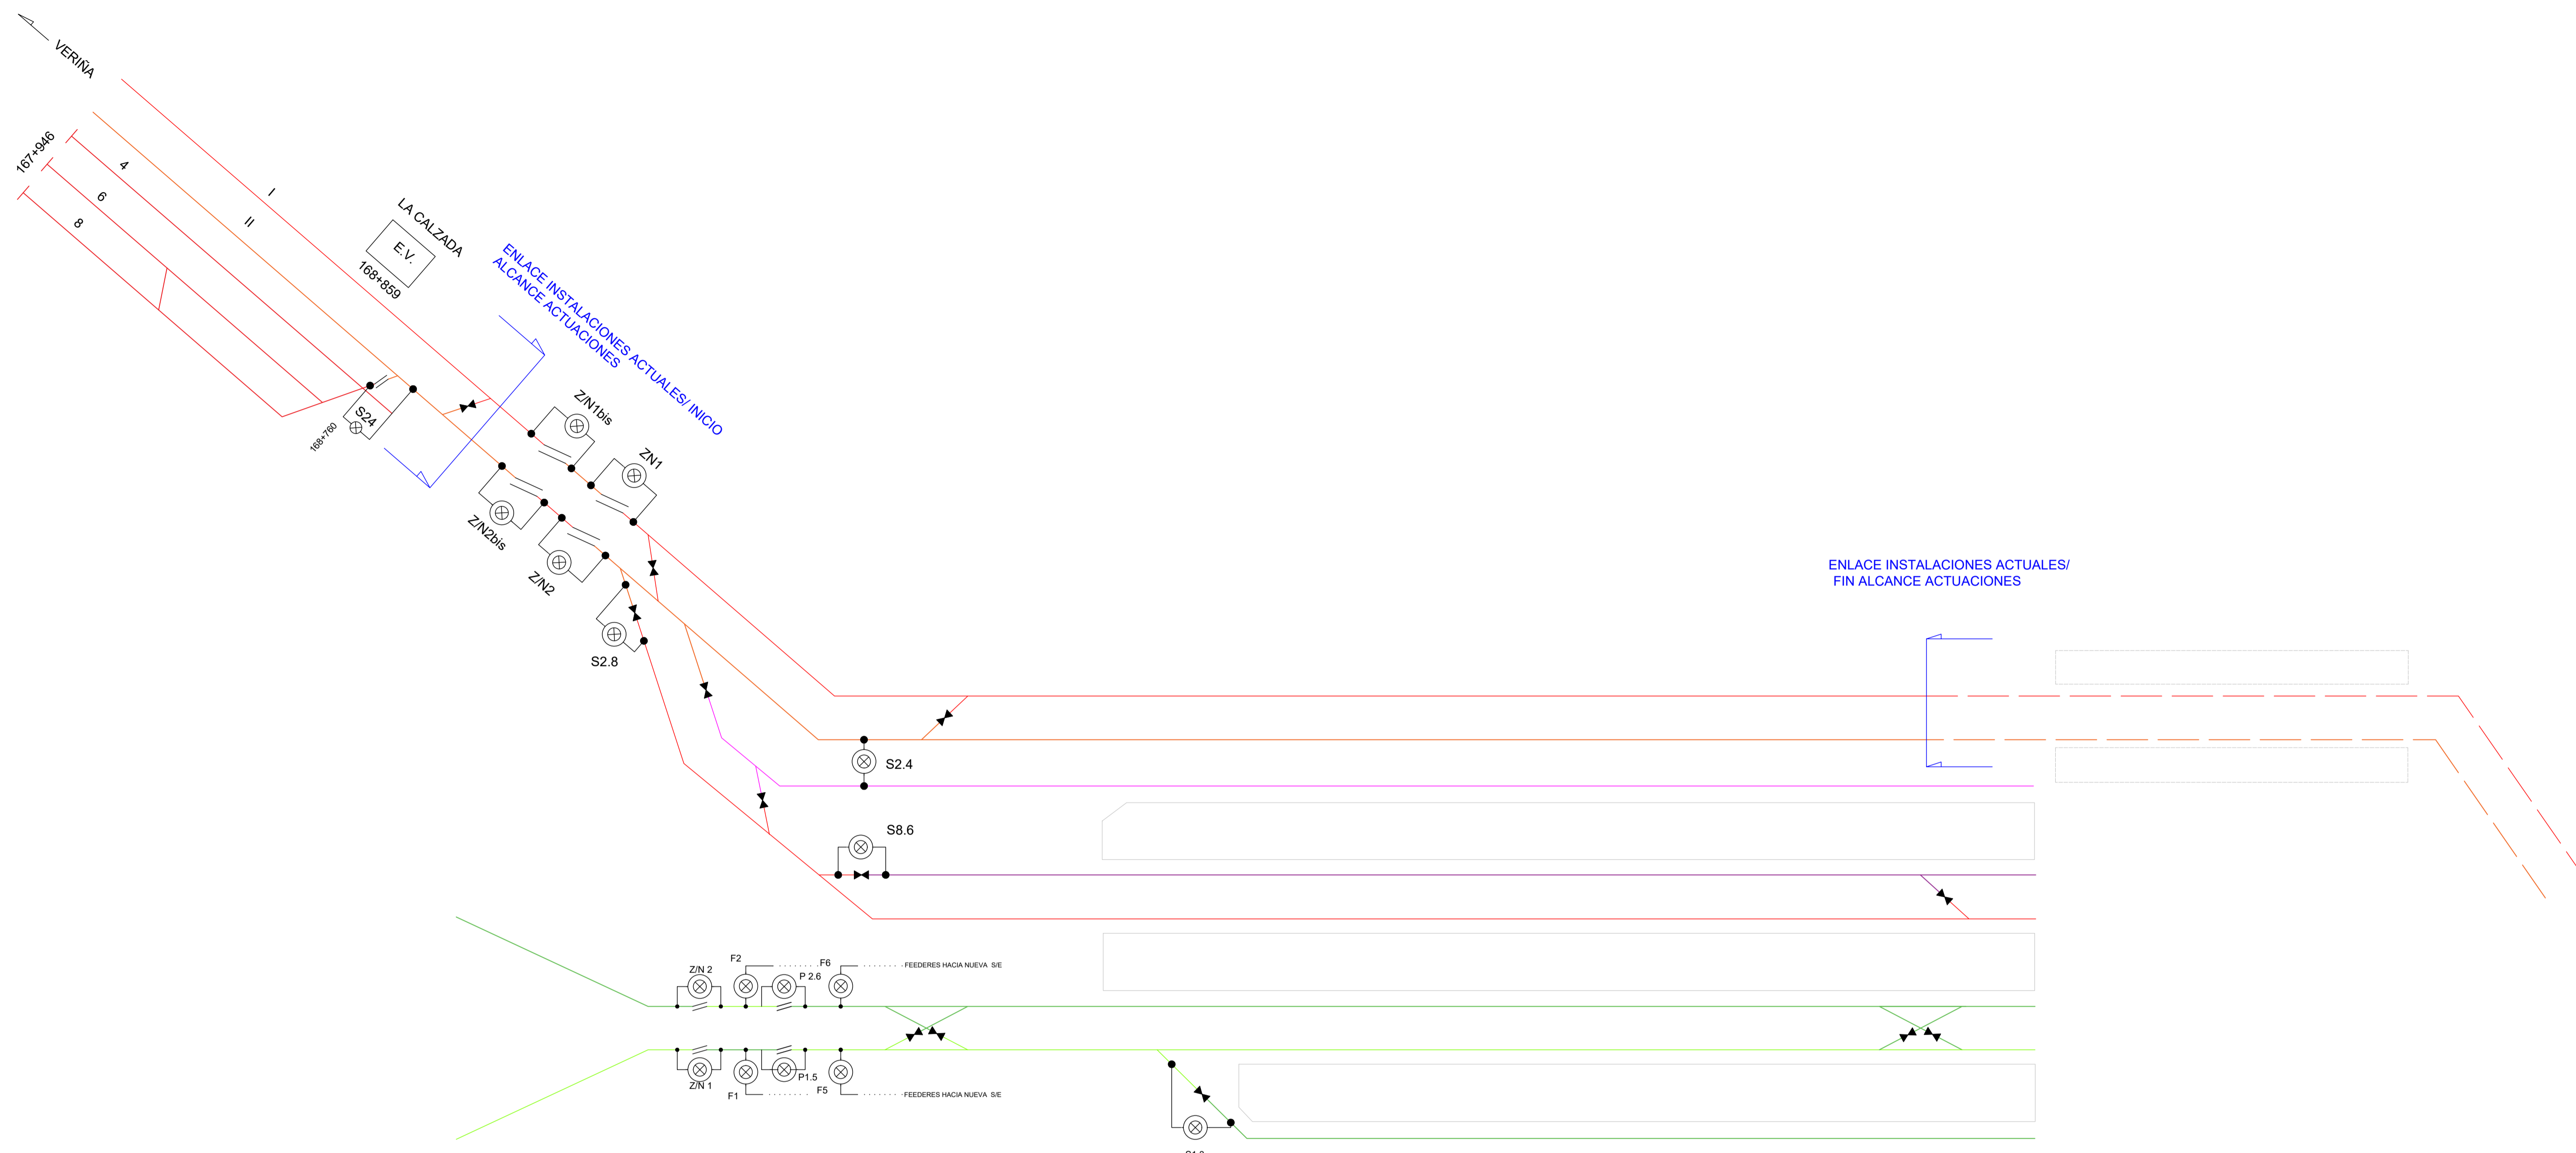 VERIÑA
167+946
4
6
8
I
II
LA CALZADA
E.V.
168+859
ENLACE INSTALACIONES ACTUALES/ INICIO
ALCANCE ACTUACIONES
S24
168+760
Z/N1bis
ZN1
Z/N2bis
Z/N2
S2.8
ENLACE INSTALACIONES ACTUALES/
FIN ALCANCE ACTUACIONES
S2.4
S8.6
Z/N 2
F2
P 2.6
F6
FEEDERES HACIA NUEVA S/E
Z/N 1
F1
P1.5
F5
FEEDERES HACIA NUEVA S/E